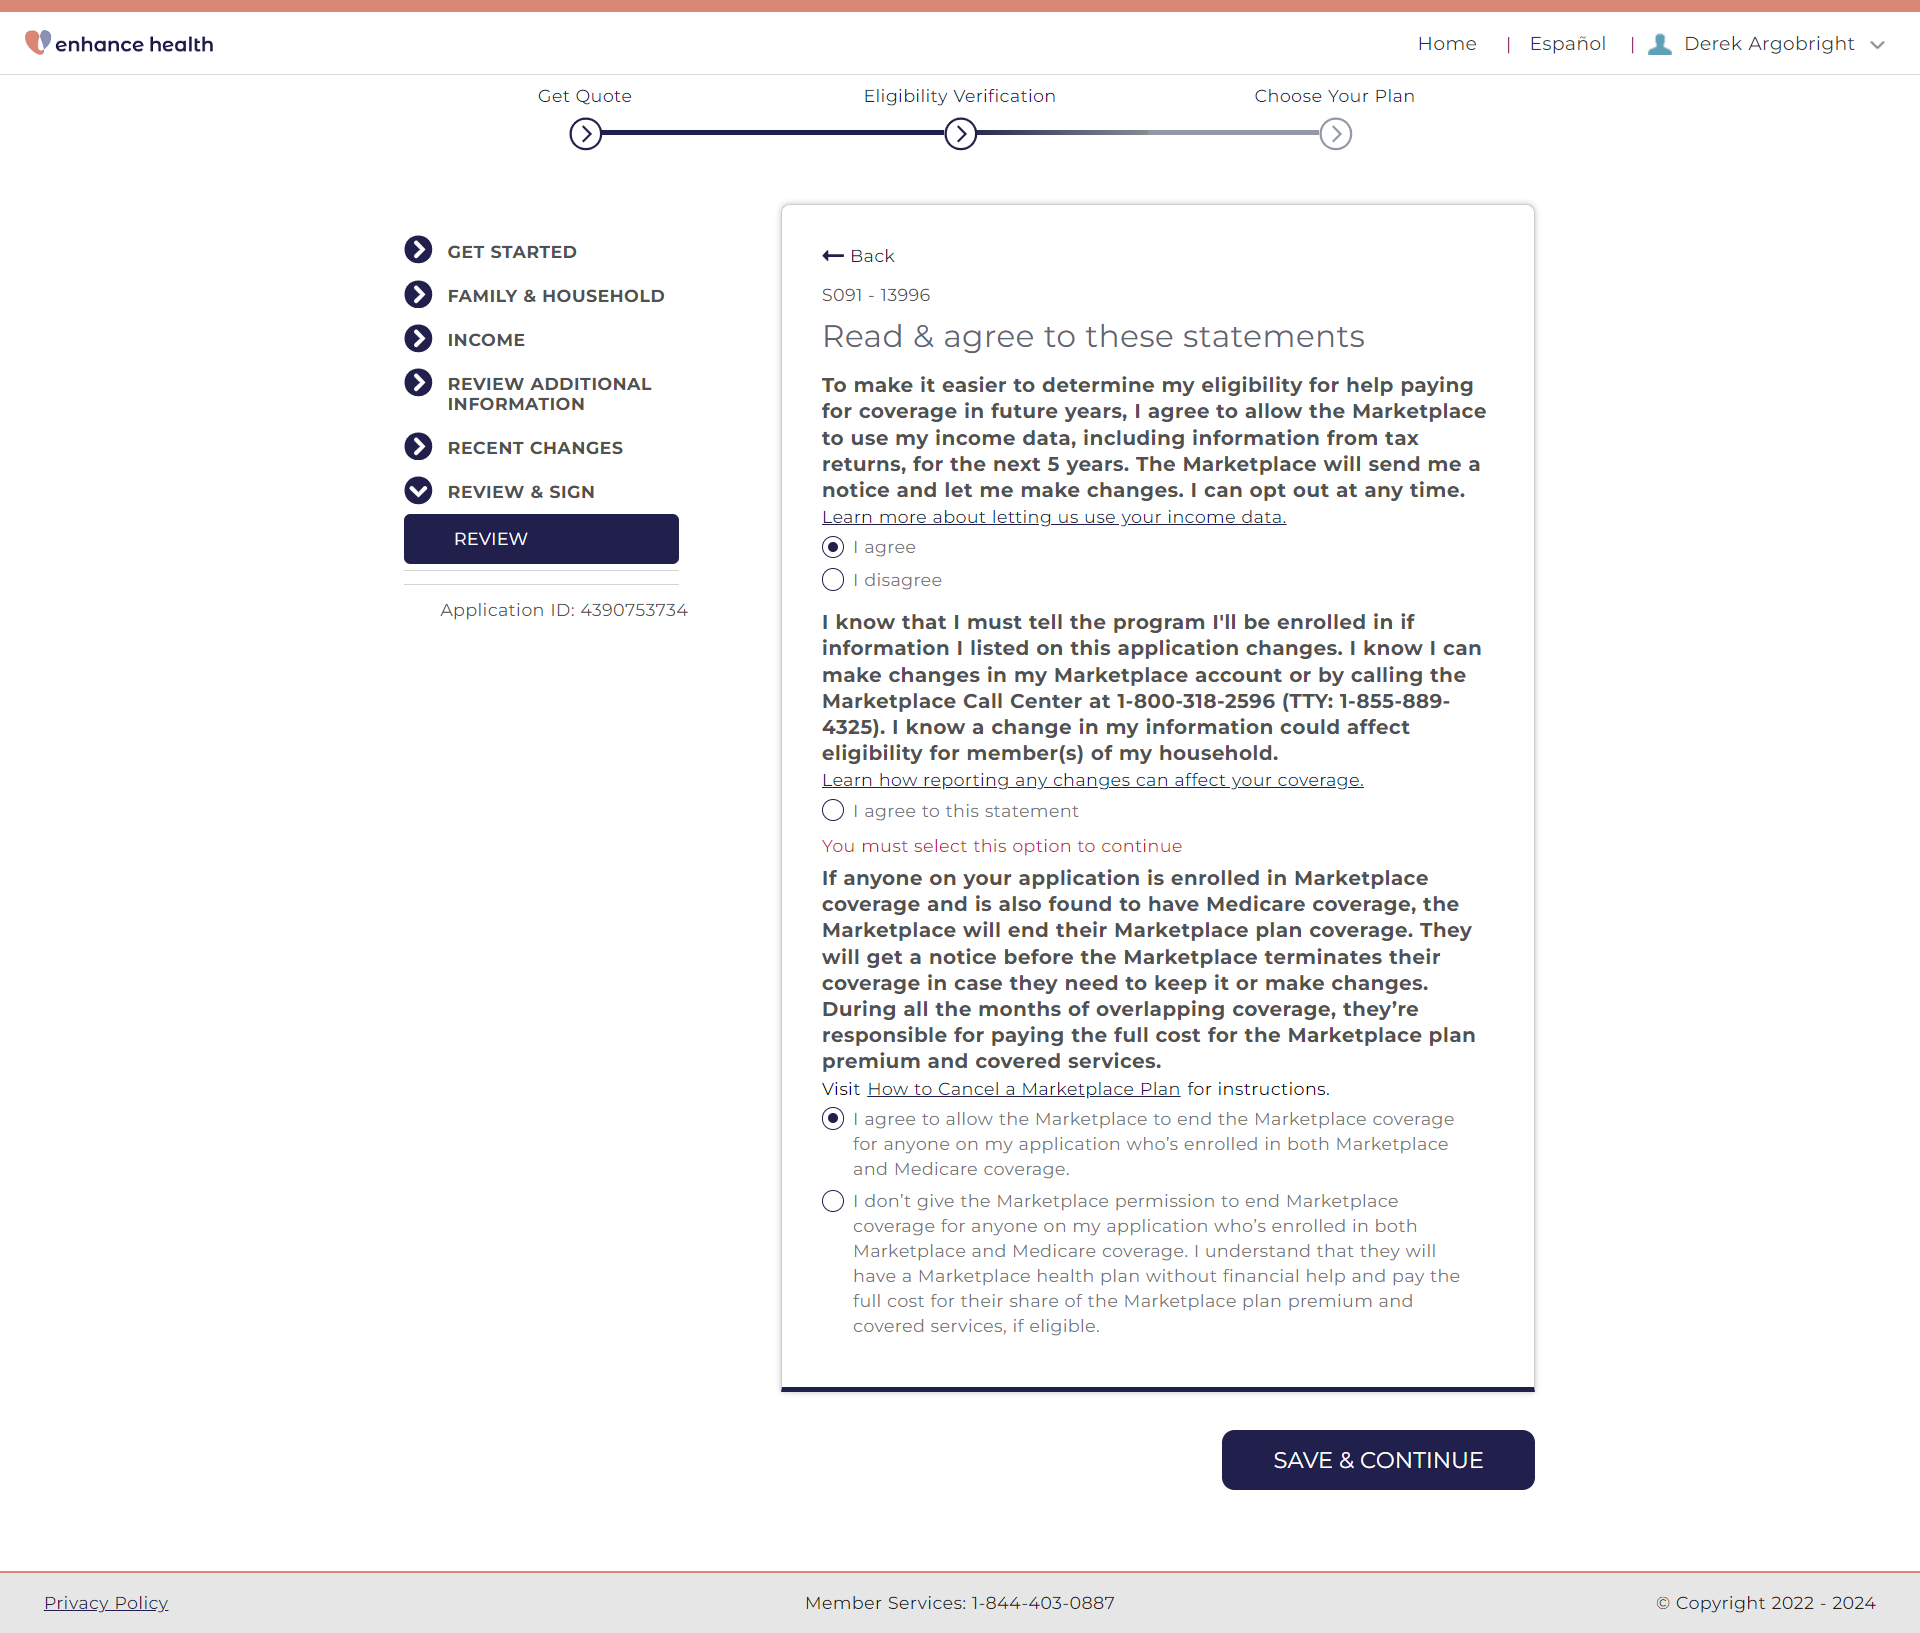 enhance health
Home | Español | Derek Argobright
Get Quote
Eligibility Verification
Choose Your Plan
GET STARTED
FAMILY & HOUSEHOLD
INCOME
REVIEW ADDITIONAL
INFORMATION
RECENT CHANGES
REVIEW & SIGN
REVIEW
Application ID: 4390753734
Back
S091 - 13996
Read & agree to these statements
To make it easier to determine my eligibility for help paying
for coverage in future years, I agree to allow the Marketplace
to use my income data, including information from tax
returns, for the next 5 years. The Marketplace will send me a
notice and let me make changes. I can opt out at any time.
Learn more about letting us use your income data.
I agree
I disagree
I know that I must tell the program I'll be enrolled in if
information I listed on this application changes. I know I can
make changes in my Marketplace account or by calling the
Marketplace Call Center at 1-800-318-2596 (TTY: 1-855-889-
4325). I know a change in my information could affect
eligibility for member(s) of my household.
Learn how reporting any changes can affect your coverage.
I agree to this statement
You must select this option to continue
If anyone on your application is enrolled in Marketplace
coverage and is also found to have Medicare coverage, the
Marketplace will end their Marketplace plan coverage. They
will get a notice before the Marketplace terminates their
coverage in case they need to keep it or make changes.
During all the months of overlapping coverage, they’re
responsible for paying the full cost for the Marketplace plan
premium and covered services.
Visit How to Cancel a Marketplace Plan for instructions.
I agree to allow the Marketplace to end the Marketplace coverage
for anyone on my application who’s enrolled in both Marketplace
and Medicare coverage.
I don’t give the Marketplace permission to end Marketplace
coverage for anyone on my application who’s enrolled in both
Marketplace and Medicare coverage. I understand that they will
have a Marketplace health plan without financial help and pay the
full cost for their share of the Marketplace plan premium and
covered services, if eligible.
SAVE & CONTINUE
Privacy Policy
Member Services: 1-844-403-0887
© Copyright 2022 - 2024